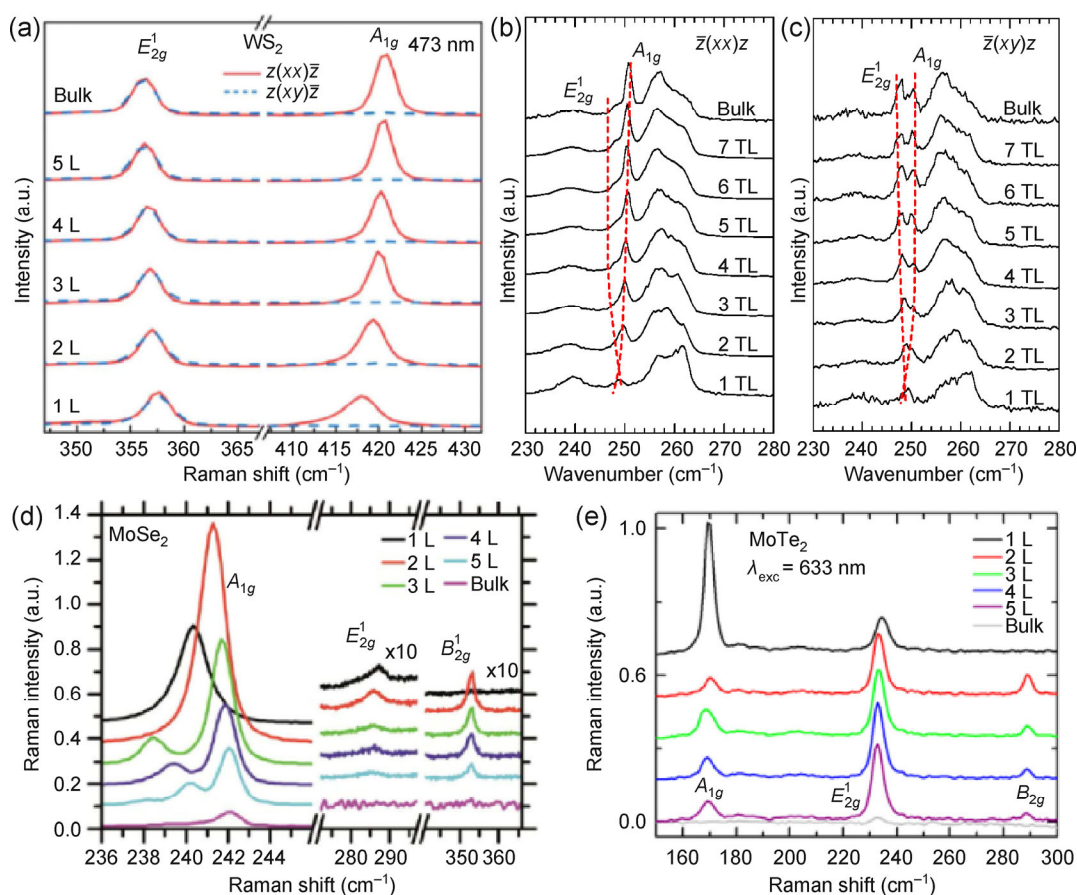 (a)
E¹₂g
WS₂
A₁g
473 nm
z(xx)z̄
z(xy)z̄
Bulk
5 L
4 L
3 L
2 L
1 L
Intensity (a.u.)
350 355 360 365 410 415 420 425 430
Raman shift (cm⁻¹)
(b)
z̄(xx)z
A₁g
E¹₂g
Bulk
7 TL
6 TL
5 TL
4 TL
3 TL
2 TL
1 TL
Intensity (a.u.)
230 240 250 260 270 280
Wavenumber (cm⁻¹)
(c)
z̄(xy)z
E¹₂g
A₁g
Bulk
7 TL
6 TL
5 TL
4 TL
3 TL
2 TL
1 TL
Intensity (a.u.)
230 240 250 260 270 280
Wavenumber (cm⁻¹)
(d)
MoSe₂
1 L
2 L
3 L
4 L
5 L
Bulk
A₁g
E¹₂g
x10
B¹₂g
x10
1.4
1.2
1.0
0.8
0.6
0.4
0.2
0.0
Raman intensity (a.u.)
236 238 240 242 244 280 290 350 360
Raman shift (cm⁻¹)
(e)
MoTe₂
λexc = 633 nm
1 L
2 L
3 L
4 L
5 L
Bulk
A₁g
E¹₂g
B₂g
1.0
0.6
0.0
Raman intensity (a.u.)
150 180 210 240 270 300
Raman shift (cm⁻¹)